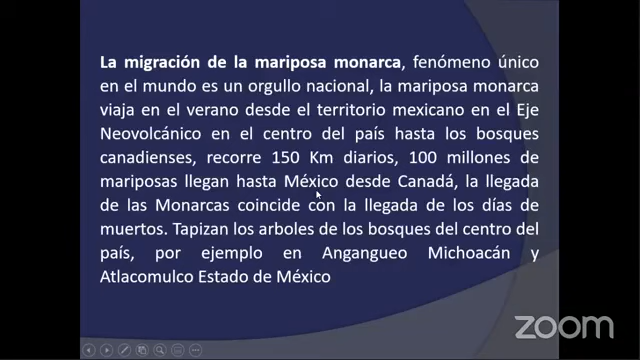 La migración de la mariposa monarca, fenómeno único
en el mundo es un orgullo nacional, la mariposa monarca
viaja en el verano desde el territorio mexicano en el Eje
Neovolcánico en el centro del país hasta los bosques
canadienses, recorre 150 Km diarios, 100 millones de
mariposas llegan hasta México desde Canadá, la llegada
de las Monarcas coincide con la llegada de los días de
muertos. Tapizan los arboles de los bosques del centro del
país, por ejemplo en Angangueo Michoacán y
Atlacomulco Estado de México
zoom